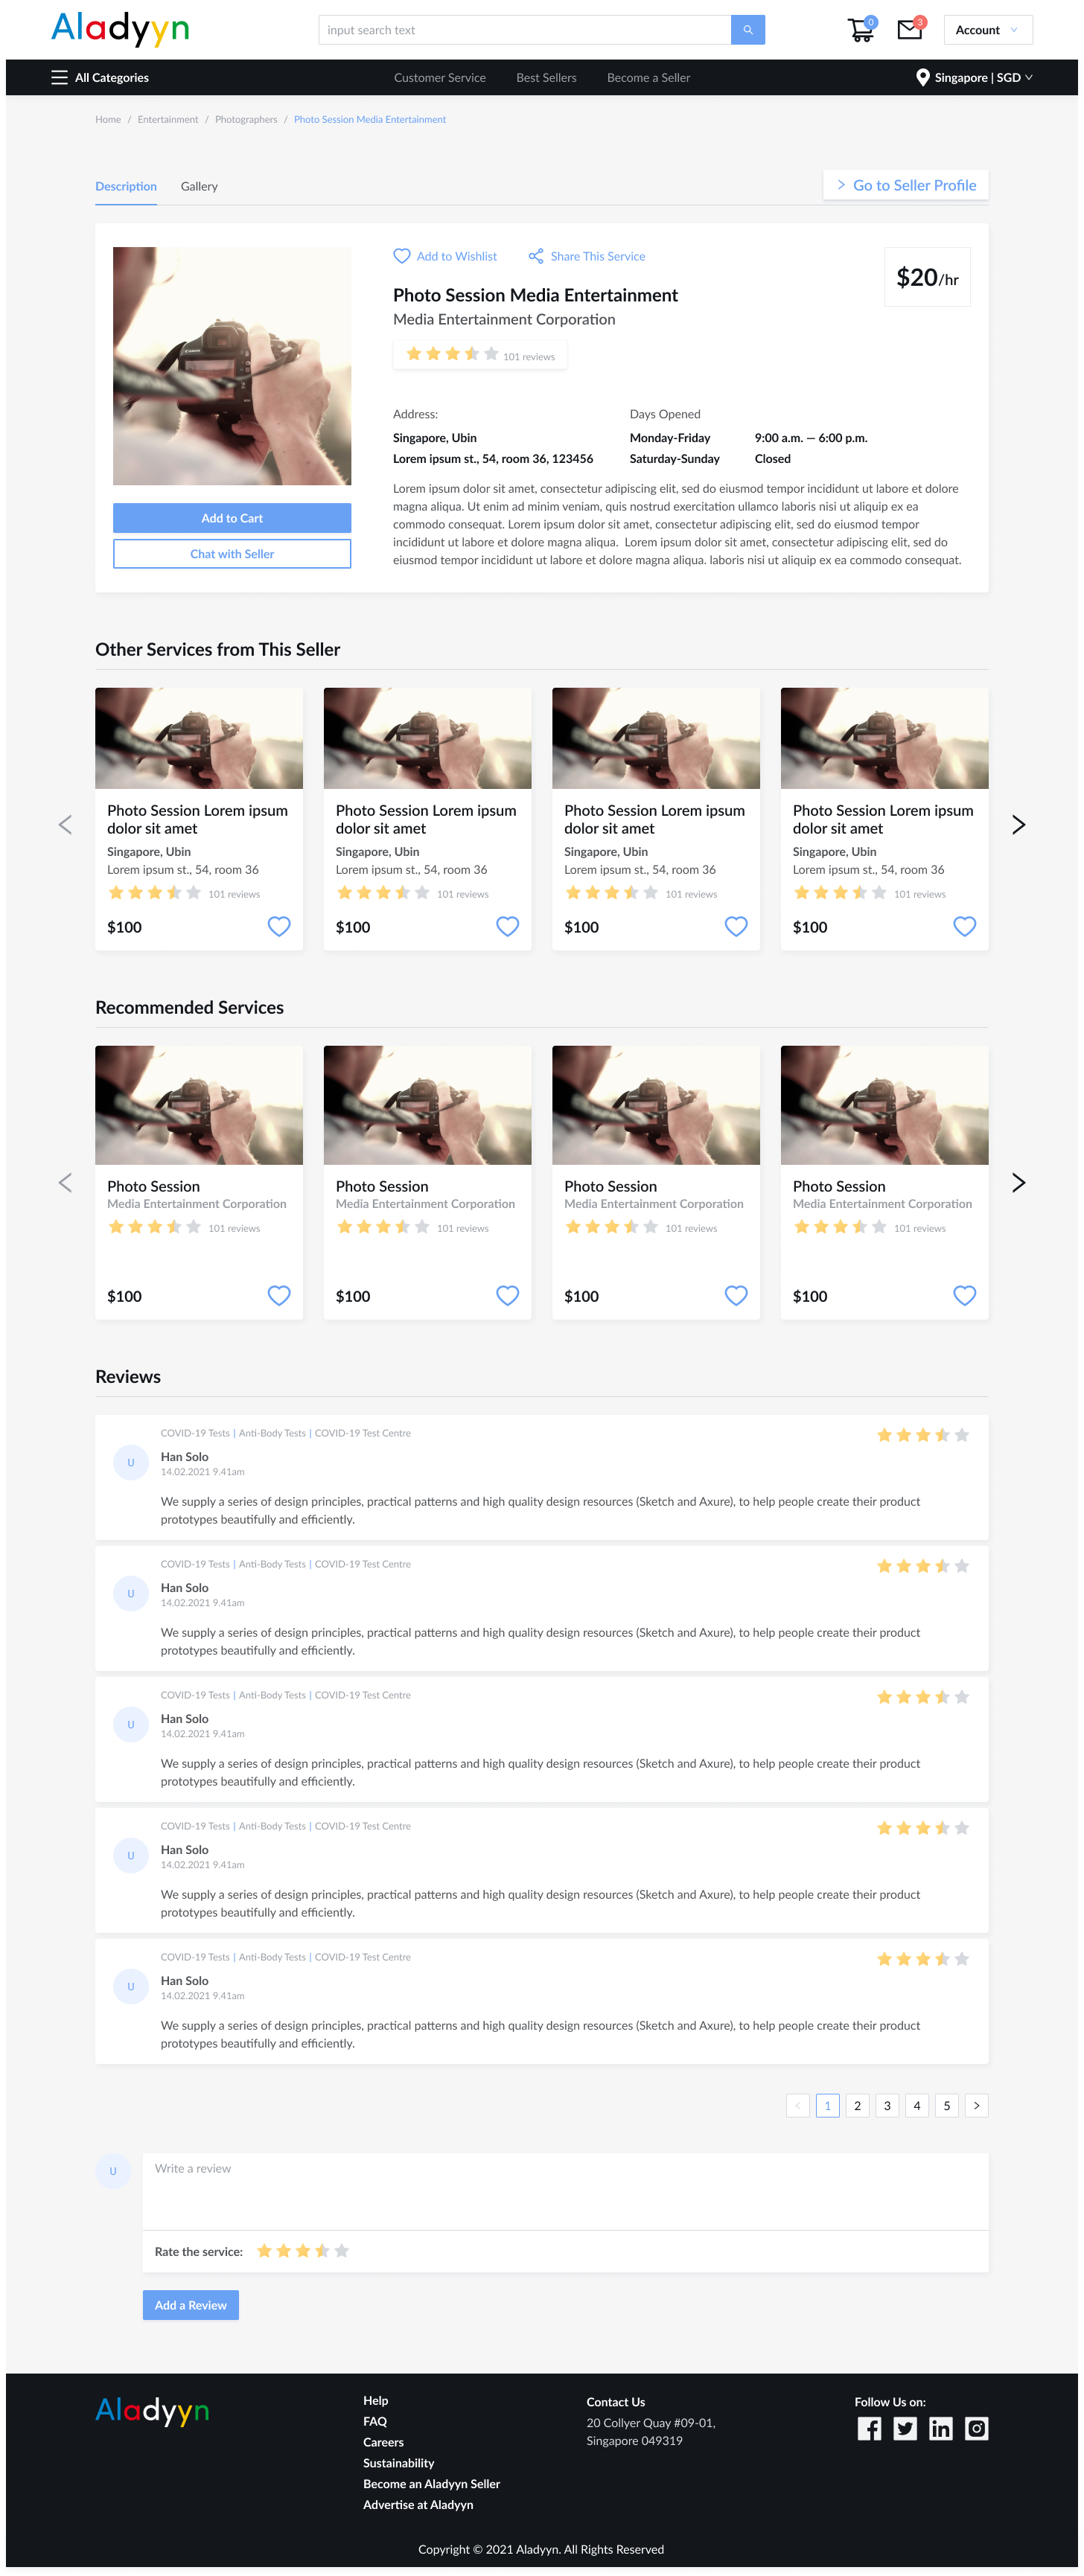 Aladyyn
input search text
0
3
Account
All Categories
Customer Service
Best Sellers
Become a Seller
Singapore | SGD
Home / Entertainment / Photographers / Photo Session Media Entertainment
Description
Gallery
Go to Seller Profile
Add to Wishlist
Share This Service
$20/hr
Photo Session Media Entertainment
Media Entertainment Corporation
101 reviews
Address:
Singapore, Ubin
Lorem ipsum st., 54, room 36, 123456
Days Opened
Monday-Friday 9:00 a.m. — 6:00 p.m.
Saturday-Sunday Closed
Lorem ipsum dolor sit amet, consectetur adipiscing elit, sed do eiusmod tempor incididunt ut labore et dolore
magna aliqua. Ut enim ad minim veniam, quis nostrud exercitation ullamco laboris nisi ut aliquip ex ea
commodo consequat. Lorem ipsum dolor sit amet, consectetur adipiscing elit, sed do eiusmod tempor
incididunt ut labore et dolore magna aliqua.  Lorem ipsum dolor sit amet, consectetur adipiscing elit, sed do
eiusmod tempor incididunt ut labore et dolore magna aliqua. laboris nisi ut aliquip ex ea commodo consequat.
Add to Cart
Chat with Seller
Other Services from This Seller
Photo Session Lorem ipsum
dolor sit amet
Singapore, Ubin
Lorem ipsum st., 54, room 36
101 reviews
$100
Photo Session Lorem ipsum
dolor sit amet
Singapore, Ubin
Lorem ipsum st., 54, room 36
101 reviews
$100
Photo Session Lorem ipsum
dolor sit amet
Singapore, Ubin
Lorem ipsum st., 54, room 36
101 reviews
$100
Photo Session Lorem ipsum
dolor sit amet
Singapore, Ubin
Lorem ipsum st., 54, room 36
101 reviews
$100
Recommended Services
Photo Session
Media Entertainment Corporation
101 reviews
$100
Photo Session
Media Entertainment Corporation
101 reviews
$100
Photo Session
Media Entertainment Corporation
101 reviews
$100
Photo Session
Media Entertainment Corporation
101 reviews
$100
Reviews
COVID-19 Tests | Anti-Body Tests | COVID-19 Test Centre
U
Han Solo
14.02.2021 9.41am
We supply a series of design principles, practical patterns and high quality design resources (Sketch and Axure), to help people create their product
prototypes beautifully and efficiently.
COVID-19 Tests | Anti-Body Tests | COVID-19 Test Centre
U
Han Solo
14.02.2021 9.41am
We supply a series of design principles, practical patterns and high quality design resources (Sketch and Axure), to help people create their product
prototypes beautifully and efficiently.
COVID-19 Tests | Anti-Body Tests | COVID-19 Test Centre
U
Han Solo
14.02.2021 9.41am
We supply a series of design principles, practical patterns and high quality design resources (Sketch and Axure), to help people create their product
prototypes beautifully and efficiently.
COVID-19 Tests | Anti-Body Tests | COVID-19 Test Centre
U
Han Solo
14.02.2021 9.41am
We supply a series of design principles, practical patterns and high quality design resources (Sketch and Axure), to help people create their product
prototypes beautifully and efficiently.
COVID-19 Tests | Anti-Body Tests | COVID-19 Test Centre
U
Han Solo
14.02.2021 9.41am
We supply a series of design principles, practical patterns and high quality design resources (Sketch and Axure), to help people create their product
prototypes beautifully and efficiently.
1 2 3 4 5
U
Write a review
Rate the service:
Add a Review
Aladyyn
Help
FAQ
Careers
Sustainability
Become an Aladyyn Seller
Advertise at Aladyyn
Contact Us
20 Collyer Quay #09-01,
Singapore 049319
Follow Us on:
Copyright © 2021 Aladyyn. All Rights Reserved